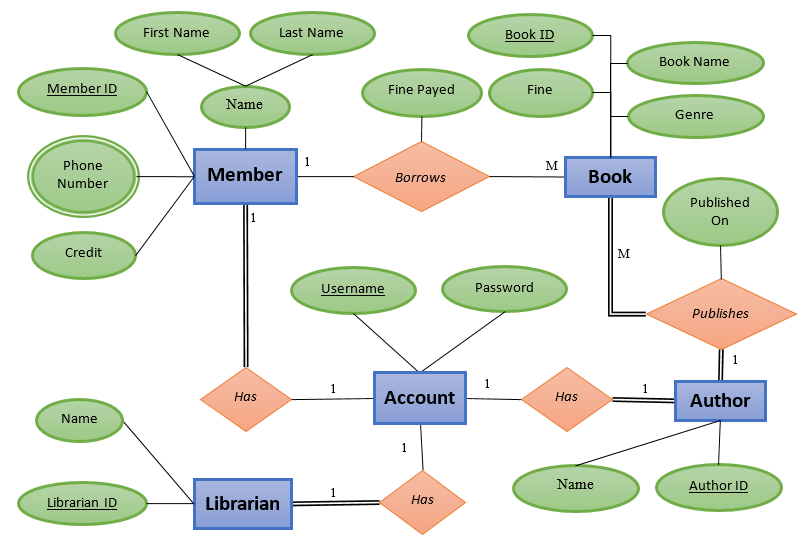 First Name
Last Name
Book ID
Book Name
Member ID
Name
Fine Payed
Fine
Genre
Phone
Number
Member
1
Borrows
M
Book
Published
On
1
M
Credit
Username
Password
Publishes
1
Has
1
Account
1
Has
1
Author
Name
1
Name
Author ID
Librarian ID
Librarian
1
Has